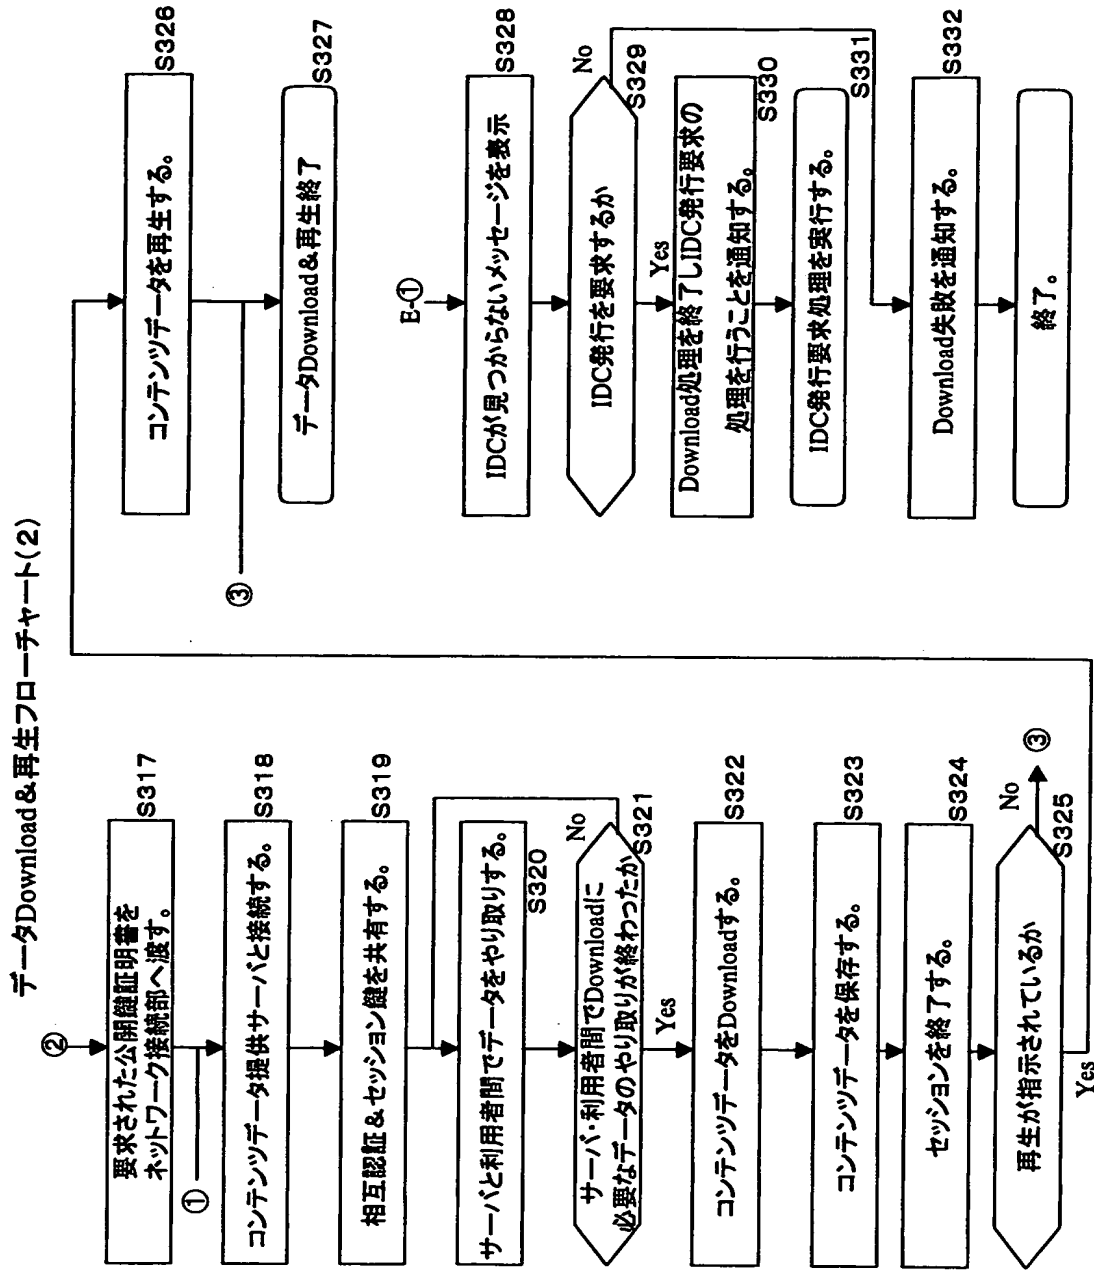 データDownload＆再生フローチャート(2)
②
要求された公開鍵証明書を
ネットワーク接続部へ渡す。
S317
①
コンテンツデータ提供サーバと接続する。
S318
相互認証＆セッション鍵を共有する。
S319
サーバと利用者間でデータをやり取りする。
S320
サーバ・利用者間でDownloadに
必要なデータのやり取りが終わったか
No
S321
Yes
コンテンツデータをDownloadする。
S322
コンテンツデータを保存する。
S323
セッションを終了する。
S324
再生が指示されているか
No
③
S325
Yes
コンテンツデータを再生する。
S326
③
データDownload＆再生終了
S327
E-①
IDCが見つからないメッセージを表示
S328
IDC発行を要求するか
No
S329
Yes
Download処理を終了しIDC発行要求の
処理を行うことを通知する。
S330
IDC発行要求処理を実行する。
S331
Download失敗を通知する。
S332
終了。